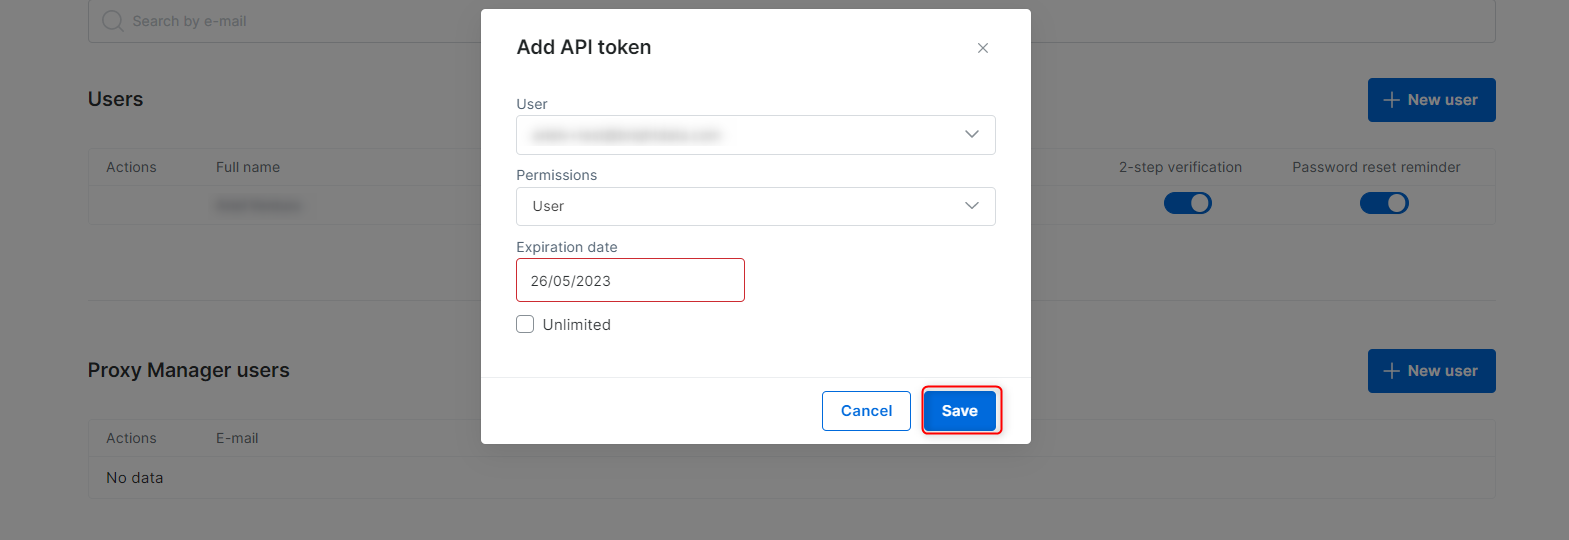 Search by e-mail
Add API token
Users
New user
User
Actions Full name 2-step verification Password reset reminder
Permissions
User
Expiration date
26/05/2023
Unlimited
Proxy Manager users
New user
Cancel Save
Actions E-mail
No data